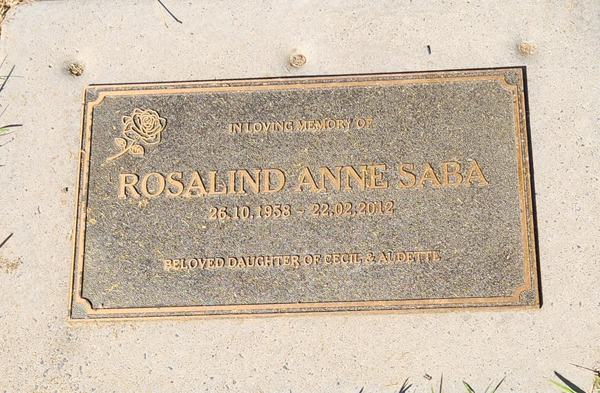 IN LOVING MEMORY OF
ROSALIND ANNE SABA
26.10.1958 - 22.02.2012
BELOVED DAUGHTER OF CECIL & AUDETTE